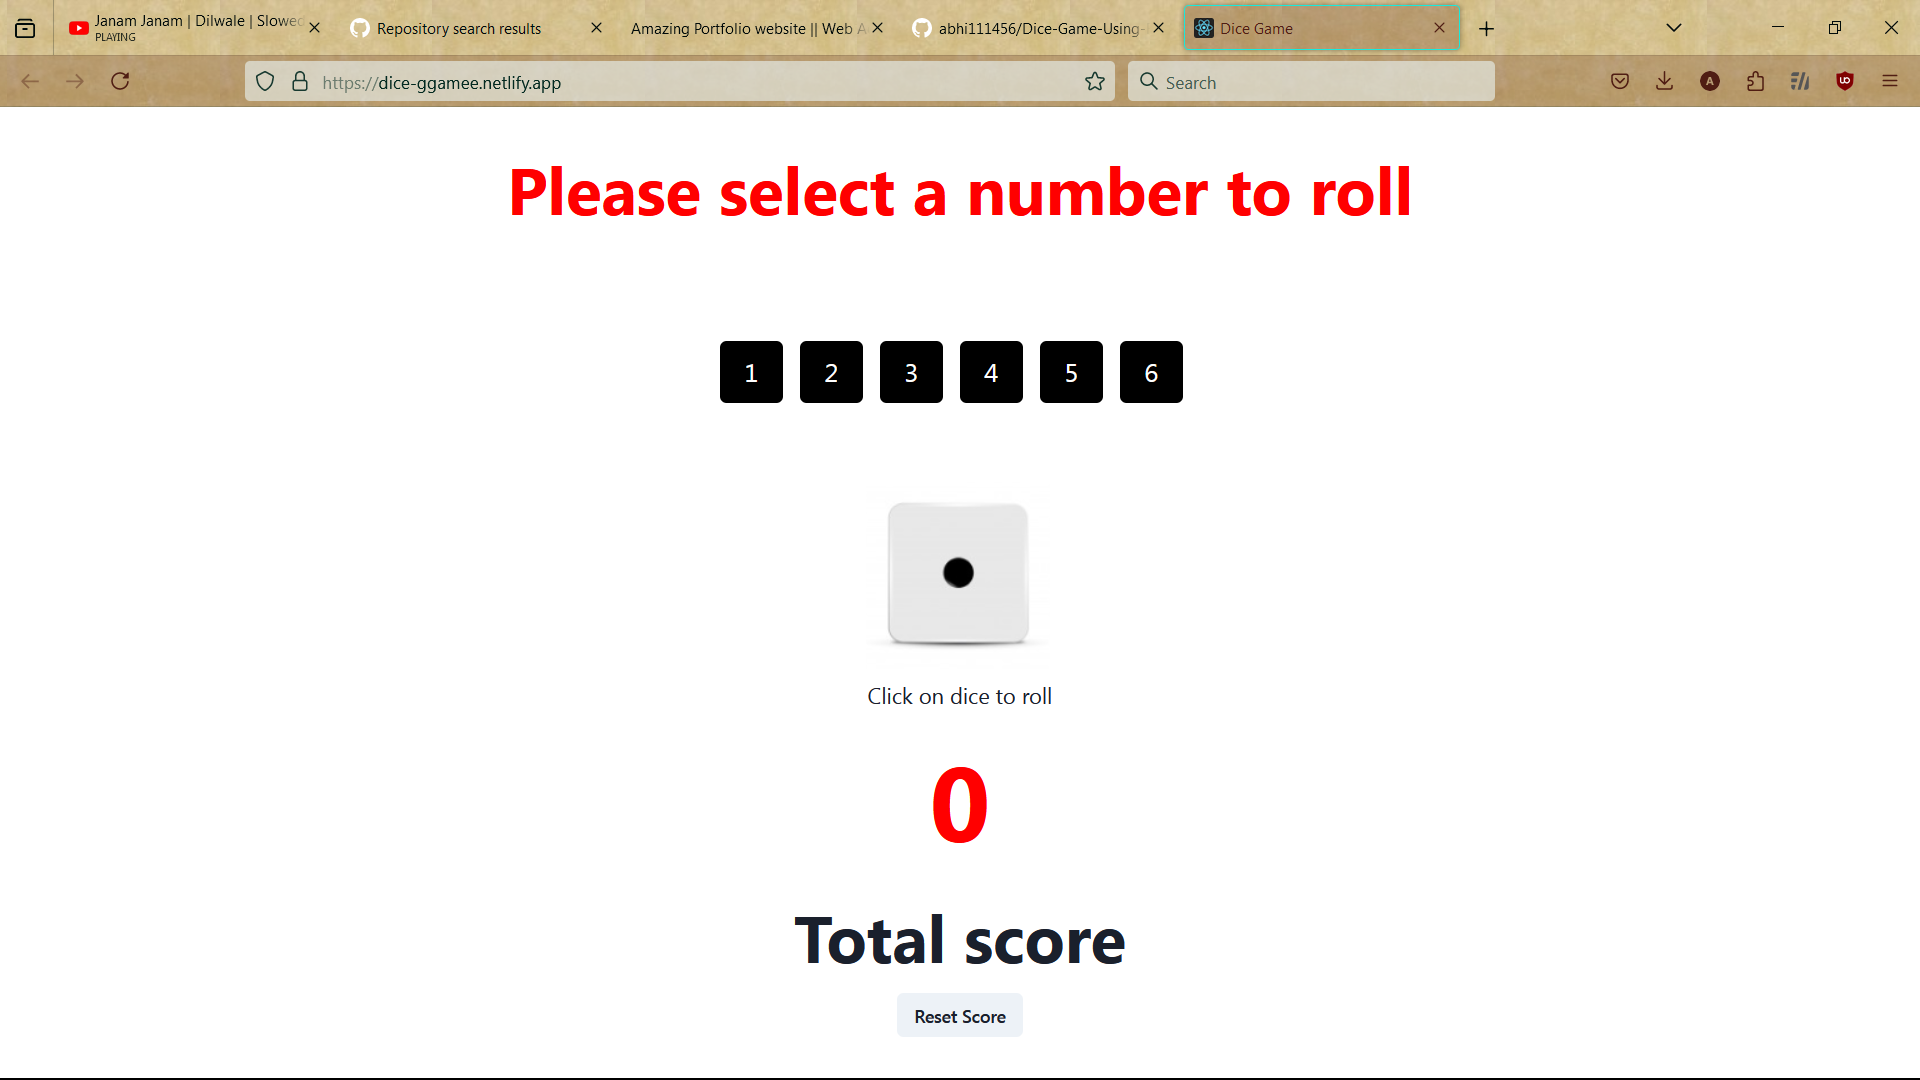 Janam Janam | Dilwale | Slowed
PLAYING
Repository search results
Amazing Portfolio website || Web A
abhi111456/Dice-Game-Using-
Dice Game
https://dice-ggamee.netlify.app
Search
A
Please select a number to roll
1 2 3 4 5 6
Click on dice to roll
0
Total score
Reset Score